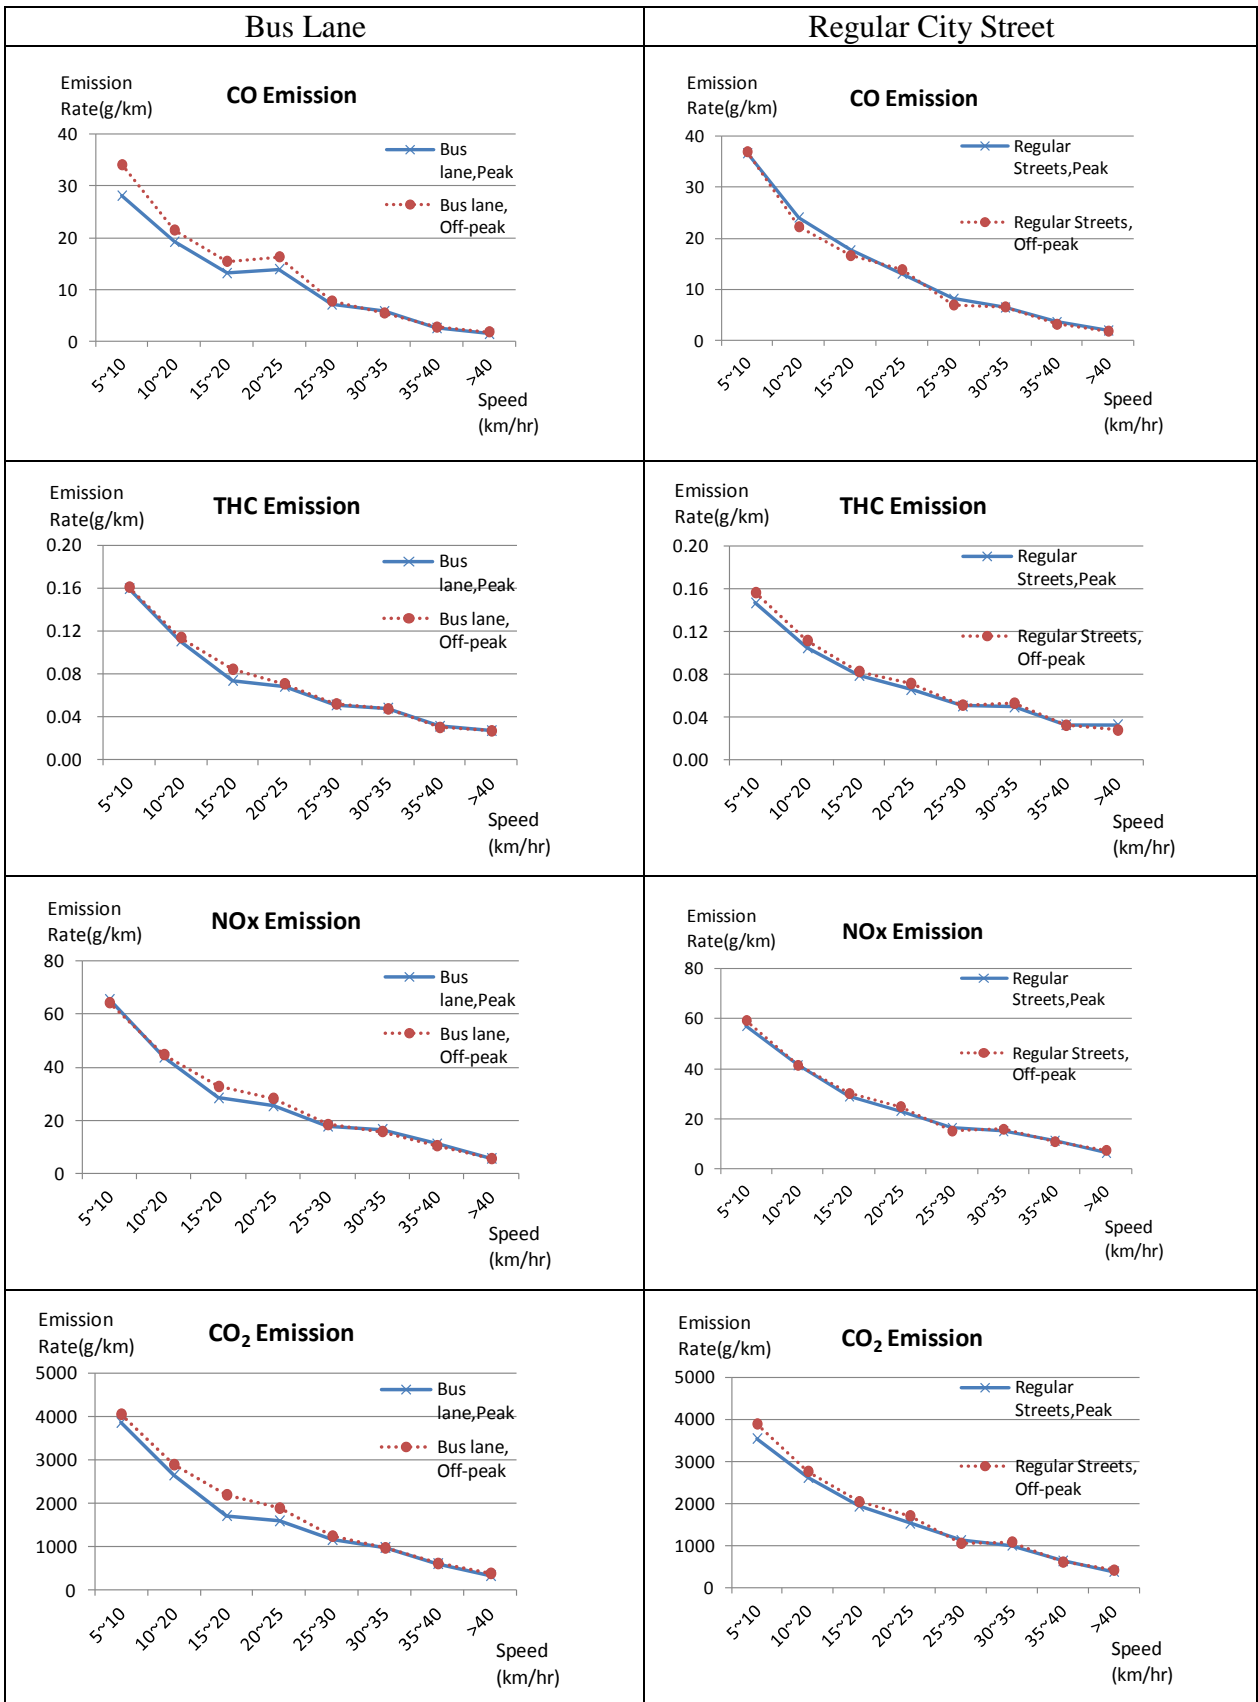 Bus Lane
Regular City Street
Emission
Rate(g/km)
CO Emission
40
30
20
10
0
Bus
lane,Peak
Bus lane,
Off-peak
5~10
10~20
15~20
20~25
25~30
30~35
35~40
>40
Speed
(km/hr)
Emission
Rate(g/km)
CO Emission
40
30
20
10
0
Regular
Streets,Peak
Regular Streets,
Off-peak
5~10
10~20
15~20
20~25
25~30
30~35
35~40
>40
Speed
(km/hr)
Emission
Rate(g/km)
THC Emission
0.20
0.16
0.12
0.08
0.04
0.00
Bus
lane,Peak
Bus lane,
Off-peak
5~10
10~20
15~20
20~25
25~30
30~35
35~40
>40
Speed
(km/hr)
Emission
Rate(g/km)
THC Emission
0.20
0.16
0.12
0.08
0.04
0.00
Regular
Streets,Peak
Regular Streets,
Off-peak
5~10
10~20
15~20
20~25
25~30
30~35
35~40
>40
Speed
(km/hr)
Emission
Rate(g/km)
NOx Emission
80
60
40
20
0
Bus
lane,Peak
Bus lane,
Off-peak
5~10
10~20
15~20
20~25
25~30
30~35
35~40
>40
Speed
(km/hr)
Emission
Rate(g/km)
NOx Emission
80
60
40
20
0
Regular
Streets,Peak
Regular Streets,
Off-peak
5~10
10~20
15~20
20~25
25~30
30~35
35~40
>40
Speed
(km/hr)
Emission
Rate(g/km)
CO₂ Emission
5000
4000
3000
2000
1000
0
Bus
lane,Peak
Bus lane,
Off-peak
5~10
10~20
15~20
20~25
25~30
30~35
35~40
>40
Speed
(km/hr)
Emission
Rate(g/km)
CO₂ Emission
5000
4000
3000
2000
1000
0
Regular
Streets,Peak
Regular Streets,
Off-peak
5~10
10~20
15~20
20~25
25~30
30~35
35~40
>40
Speed
(km/hr)